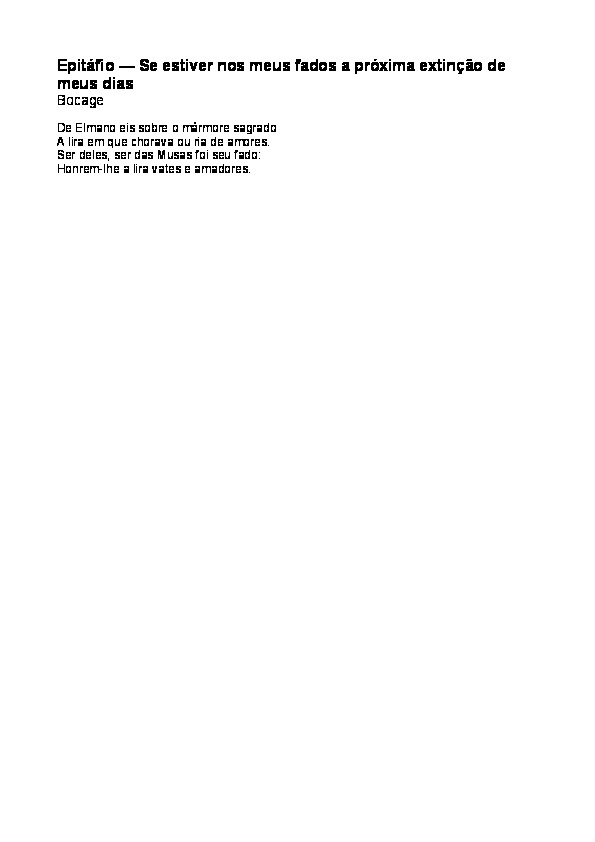 Epitáfio — Se estiver nos meus fados a próxima extinção de
meus dias
Bocage
De Elmano eis sobre o mármore sagrado
A lira em que chorava ou ria de amores.
Ser deles, ser das Musas foi seu fado:
Honrem-lhe a lira vates e amadores.